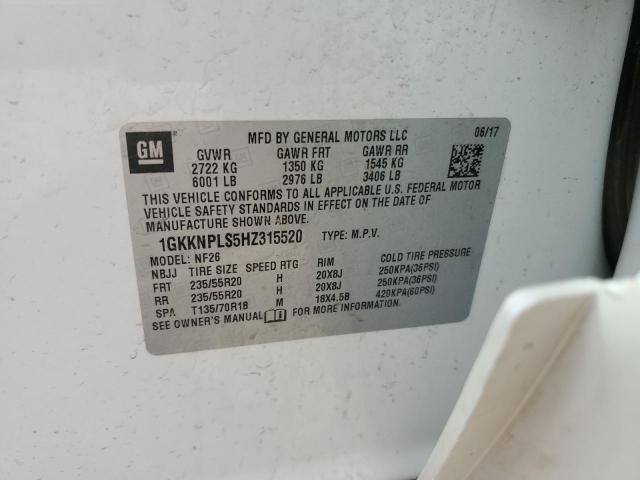 GM
MFD BY GENERAL MOTORS LLC 06/17
GVWR GAWR FRT GAWR RR
2722 KG 1350 KG 1545 KG
6001 LB 2976 LB 3406 LB
THIS VEHICLE CONFORMS TO ALL APPLICABLE U.S. FEDERAL MOTOR
VEHICLE SAFETY STANDARDS IN EFFECT ON THE DATE OF
MANUFACTURE SHOWN ABOVE.
1GKKNPLS5HZ315520 TYPE: M.P.V.
MODEL: NF26
NBJJ TIRE SIZE SPEED RTG RIM COLD TIRE PRESSURE
FRT 235/55R20 H 20X8J 250KPA(36PSI)
RR 235/55R20 H 20X8J 250KPA(36PSI)
SPA T135/70R18 M 18X4.5B 420KPA(60PSI)
SEE OWNER'S MANUAL FOR MORE INFORMATION.